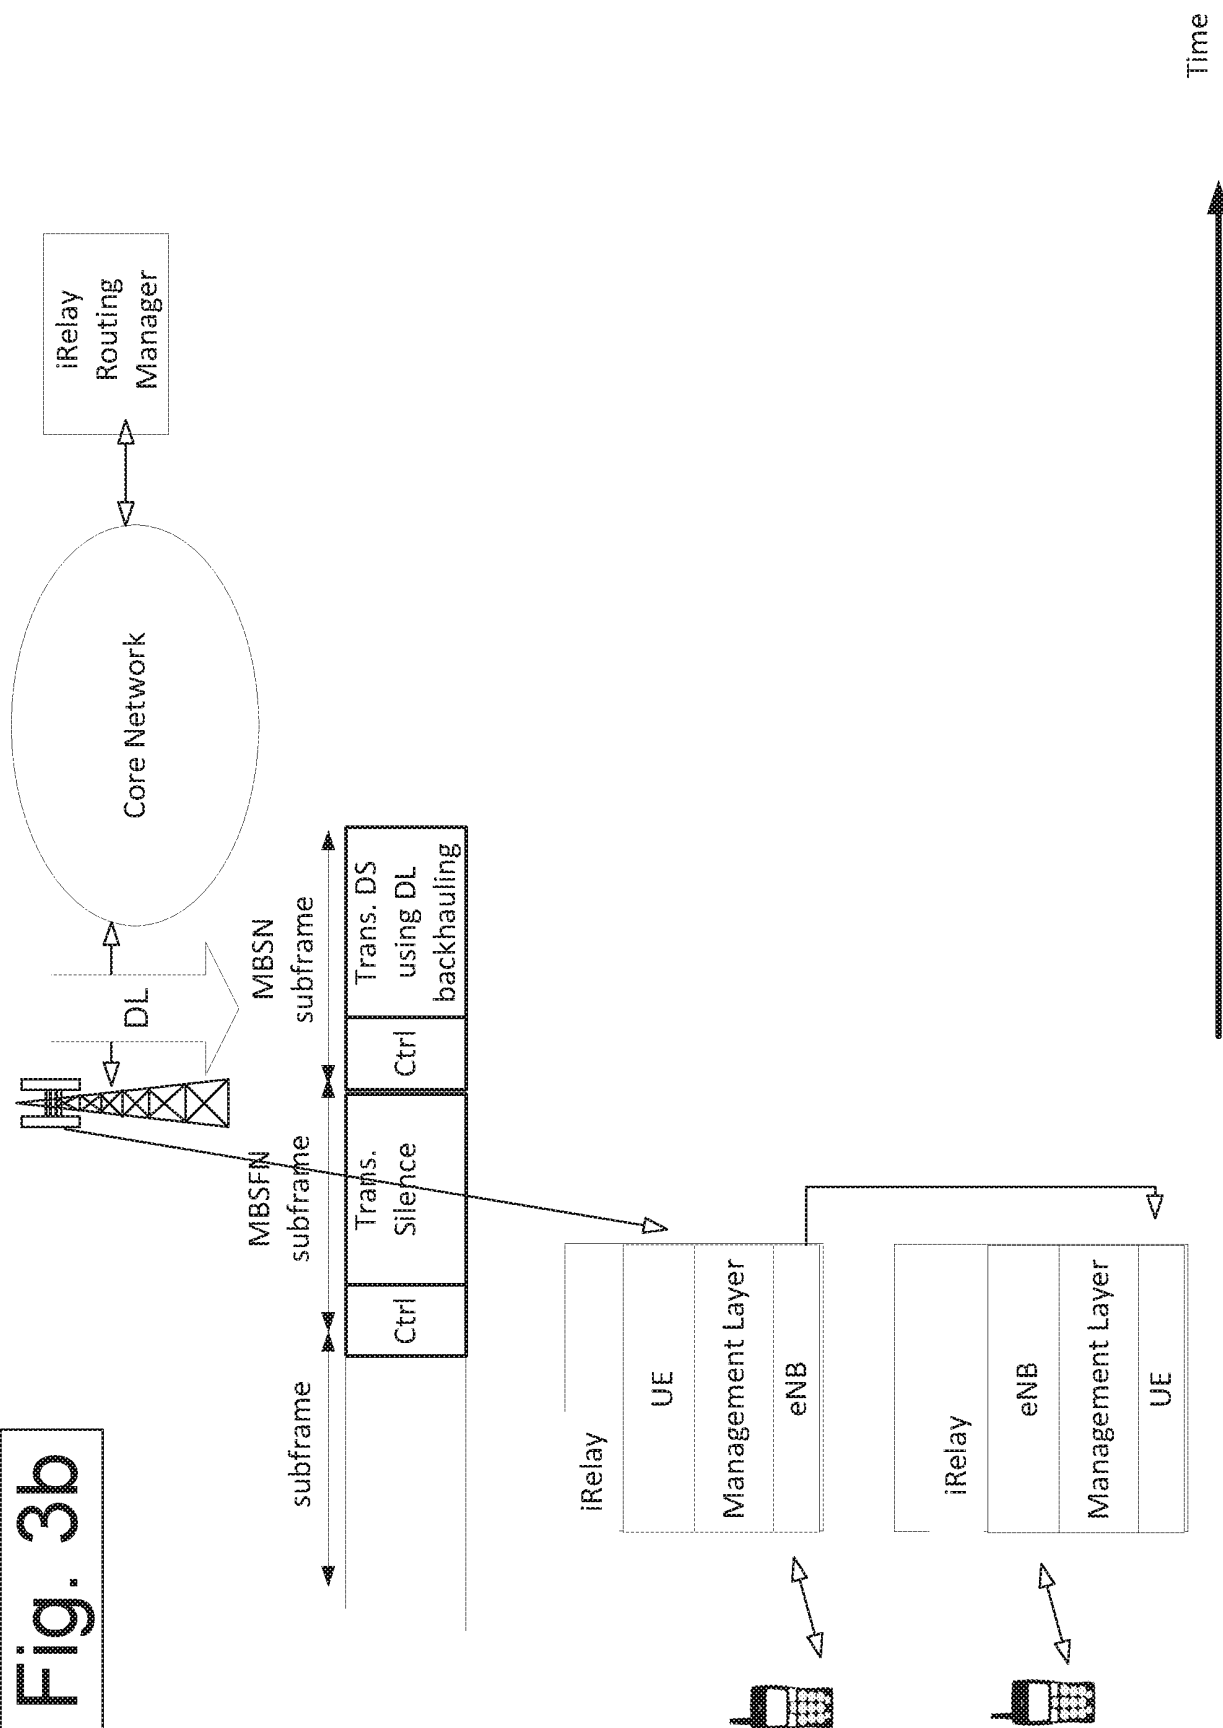 Fig. 3b
DL
Core Network
iRelay
Routing
Manager
subframe
MBSFN
subframe
MBSN
subframe
Ctrl
Trans.
Silence
Ctrl
Trans. DS
using DL
backhauling
iRelay
UE
Management Layer
eNB
iRelay
eNB
Management Layer
UE
Time